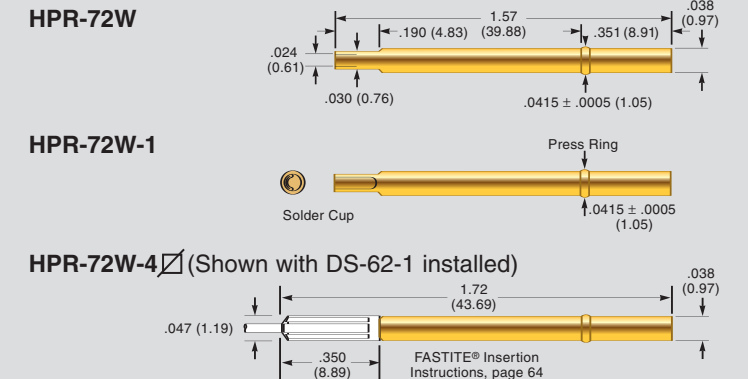 HPR-72W
1.57
(39.88)
.038
(0.97)
.190 (4.83)
.351 (8.91)
.024
(0.61)
.030 (0.76)
.0415 ± .0005 (1.05)
HPR-72W-1
Press Ring
Solder Cup
.0415 ± .0005
(1.05)
HPR-72W-4 (Shown with DS-62-1 installed)
1.72
(43.69)
.038
(0.97)
.047 (1.19)
.350
(8.89)
FASTITE® Insertion
Instructions, page 64